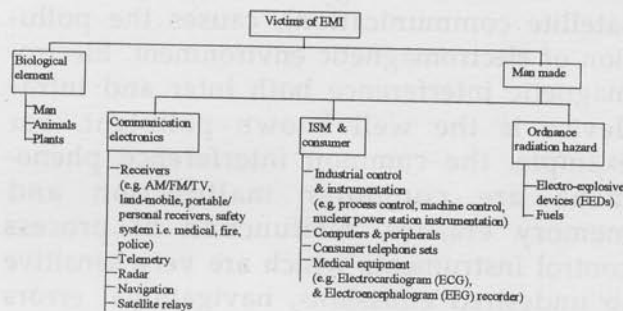 Victims of EMI
Biological
element
Man made
Man
Animals
Plants
Communication
electronics
ISM &
consumer
Ordnance
radiation hazard
Receivers
(e.g. AM/FM/TV,
land-mobile, portable/
personal receivers, safety
system i.e. medical, fire,
police)
Telemetry
Radar
Navigation
Satellite relays
Industrial control
& instrumentation
(e.g. process control, machine control,
nuclear power station instrumentation)
Computers & peripherals
Consumer telephone sets
Medical equipment
(e.g. Electrocardiogram (ECG),
& Electroencephalogram (EEG) recorder)
Electro-explosive
devices (EEDs)
Fuels